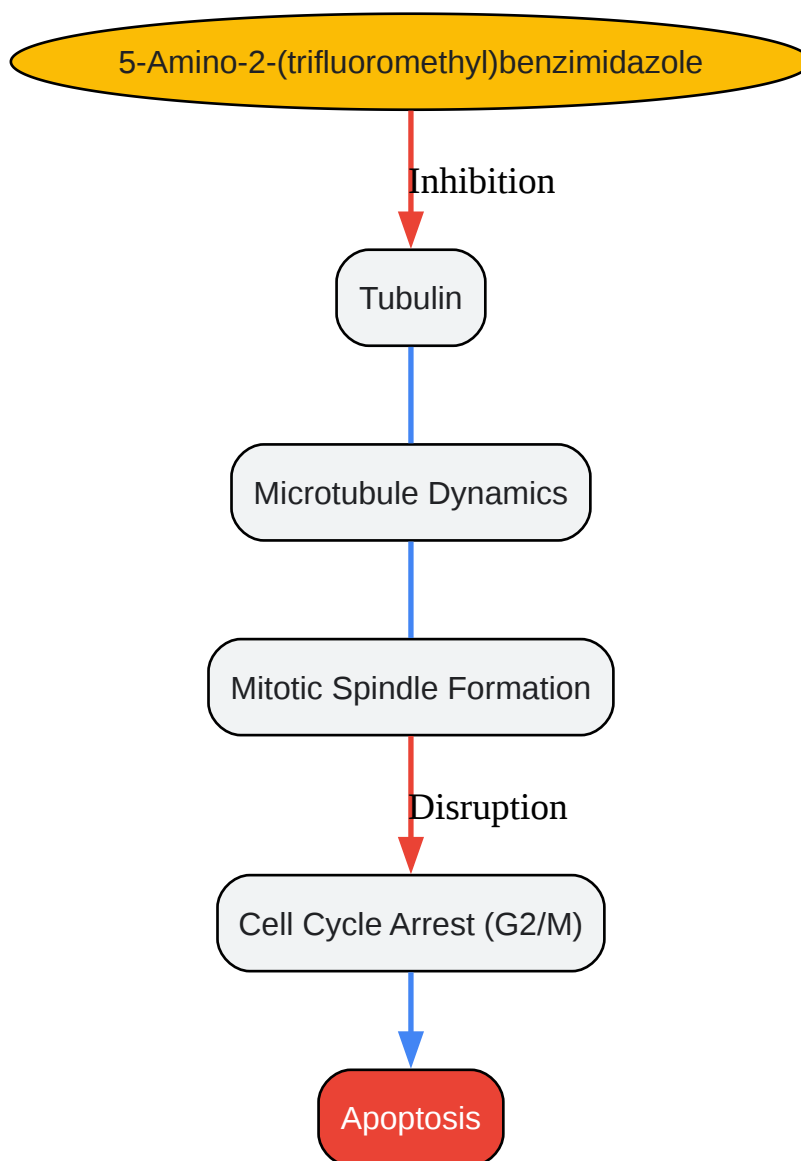 5-Amino-2-(trifluoromethyl)benzimidazole
Inhibition
Tubulin
Microtubule Dynamics
Mitotic Spindle Formation
Disruption
Cell Cycle Arrest (G2/M)
Apoptosis